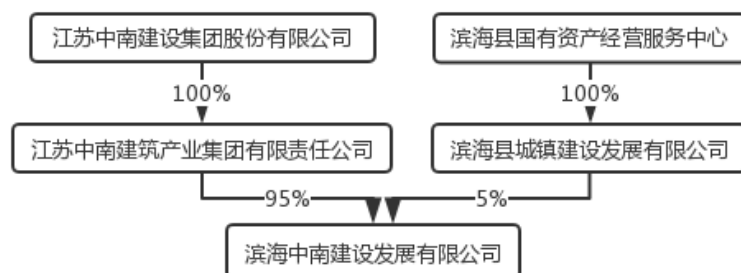 江苏中南建设集团股份有限公司
滨海县国有资产经营服务中心
100%
100%
江苏中南建筑产业集团有限责任公司
滨海县城镇建设发展有限公司
95%
5%
滨海中南建设发展有限公司